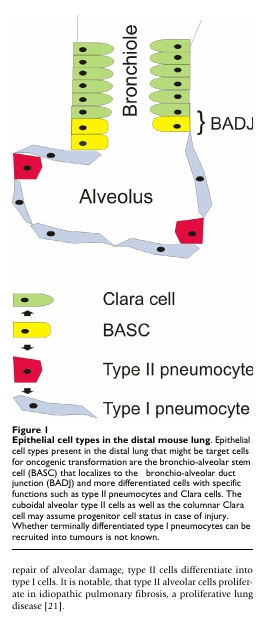 Bronchiole
BADJ
Alveolus
Clara cell
BASC
Type II pneumocyte
Type I pneumocyte
Figure 1
Epithelial cell types in the distal mouse lung. Epithelial
cell types present in the distal lung that might be target cells
for oncogenic transformation are the bronchio-alveolar stem
cell (BASC) that localizes to the bronchio-alveolar duct
junction (BADJ) and more differentiated cells with specific
functions such as type II pneumocytes and Clara cells. The
cuboidal alveolar type II cells as well as the columnar Clara
cell may assume progenitor cell status in case of injury.
Whether terminally differentiated type I pneumocytes can be
recruited into tumours is not known.
repair of alveolar damage, type II cells differentiate into
type I cells. It is notable, that type II alveolar cells prolifer-
ate in idiopathic pulmonary fibrosis, a proliferative lung
disease [21].